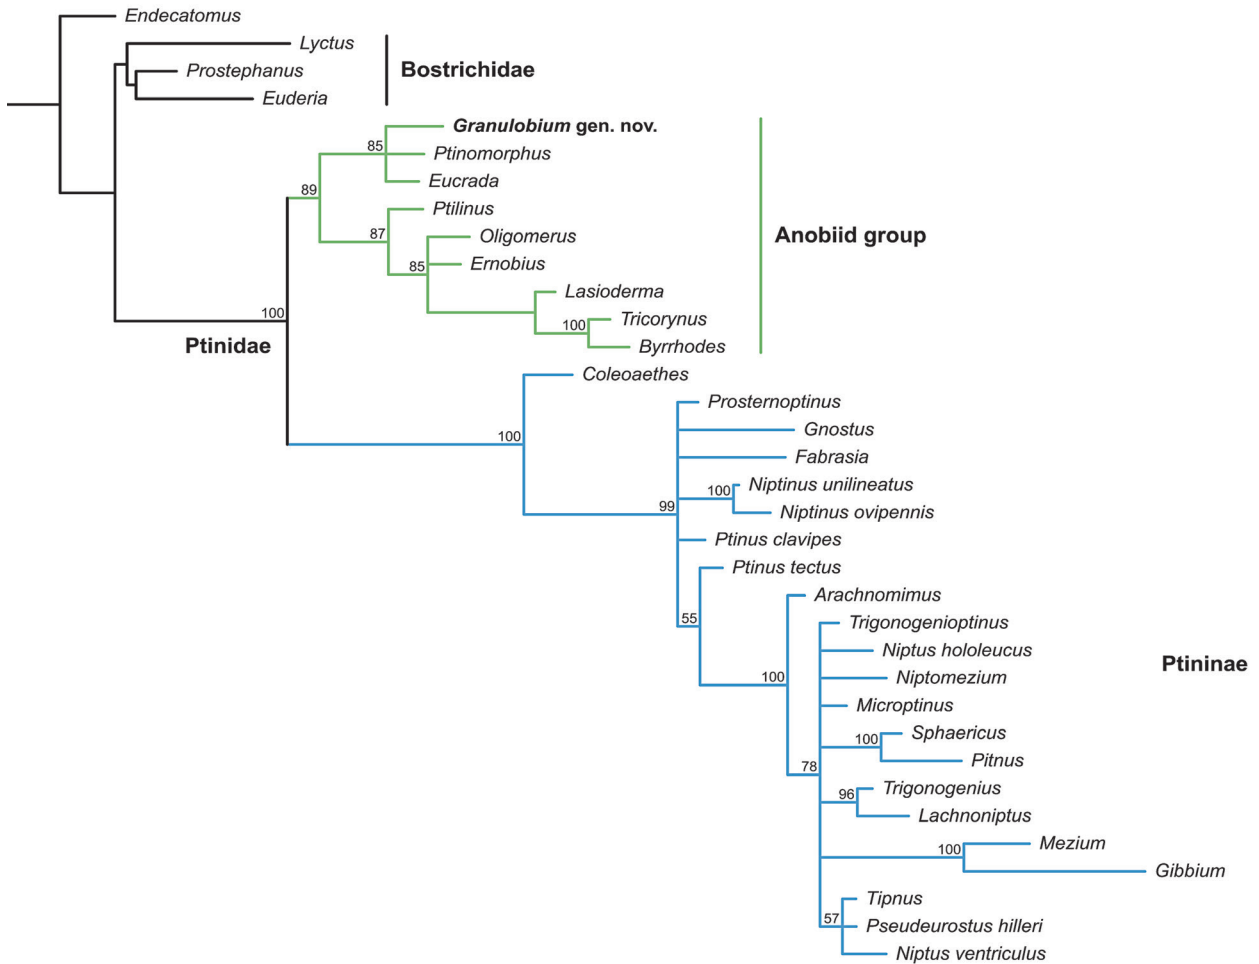 Endecatomus
Lyctus
Prostephanus
Bostrichidae
Euderia
Granulobium gen. nov.
85
Ptinomorphus
Eucrada
89
Ptilinus
87
Oligomerus
Anobiid group
Ernobius
85
Lasioderma
100
Tricorynus
100
Ptinidae
Byrrhodes
Coleoaethes
Prosternoptinus
Gnostus
100
Fabrasia
Niptinus unilineatus
100
99
Niptinus ovipennis
Ptinus clavipes
Ptinus tectus
Arachnomimus
55
Trigonogenioptinus
Niptus hololeucus
Ptininae
100
Niptomezium
Microptinus
Sphaericus
100
Pitnus
78
Trigonogenius
96
Lachnoniptus
Mezium
100
Gibbium
Tipnus
57
Pseudeurostus hilleri
Niptus ventriculus